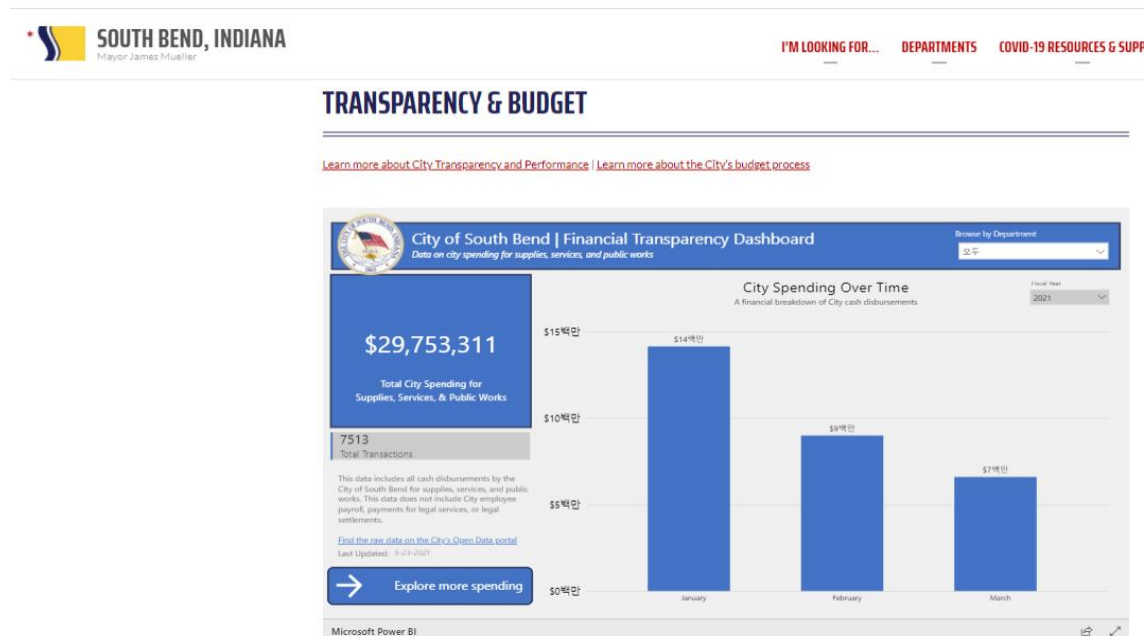 SOUTH BEND, INDIANA
Mayor James Mueller
I'M LOOKING FOR...
DEPARTMENTS
COVID-19 RESOURCES & SUPP
TRANSPARENCY & BUDGET
Learn more about City Transparency and Performance | Learn more about the City's budget process
City of South Bend | Financial Transparency Dashboard
Data on city spending for supplies, services, and public works
Browse by Department
모두
$29,753,311
Total City Spending for
Supplies, Services, & Public Works
7513
Total Transactions
This data includes all cash disbursements by the
City of South Bend for supplies, services, and public
works. This data does not include City employee
payroll, payments for legal services, or legal
settlements.
Find the raw data on the City's Open Data portal
Last Updated: 3-23-2021
Explore more spending
City Spending Over Time
A financial breakdown of City cash disbursements
Fiscal Year
2021
$15백만
$10백만
$5백만
$0백만
$14백만
$9백만
$7백만
January
February
March
Microsoft Power BI